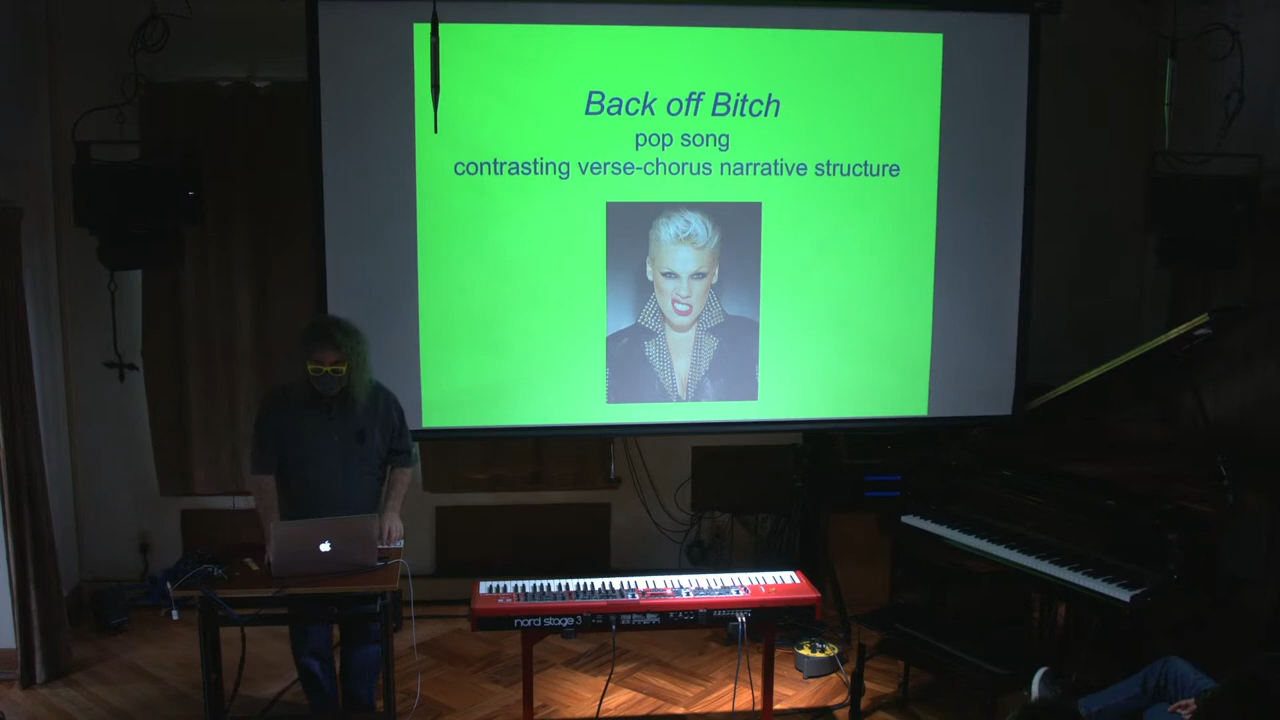 Back off Bitch
pop song
contrasting verse-chorus narrative structure
nord stage 3